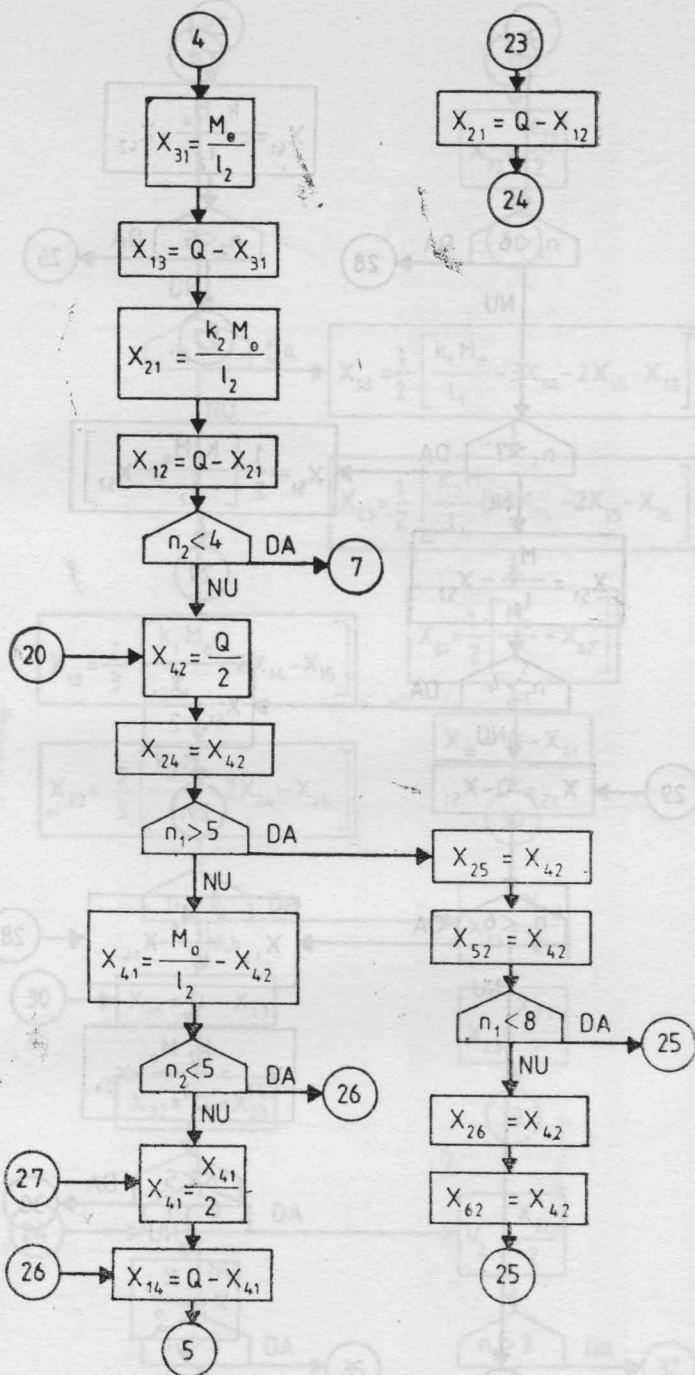 4
X₃₁ = Mₒ / l₂
X₁₃ = Q - X₃₁
X₂₁ = k₂ Mₒ / l₂
X₁₂ = Q - X₂₁
n₂ < 4 DA
7
NU
20
X₄₂ = Q / 2
X₂₄ = X₄₂
n₁ > 5 DA
NU
X₄₁ = Mₒ / l₂ - X₄₂
n₂ < 5 DA
26
NU
27
X₄₁ = X₄₁ / 2
26
X₁₄ = Q - X₄₁
5
23
X₂₁ = Q - X₁₂
24
X₂₅ = X₄₂
X₅₂ = X₄₂
n₁ < 8 DA
25
NU
X₂₆ = X₄₂
X₆₂ = X₄₂
25